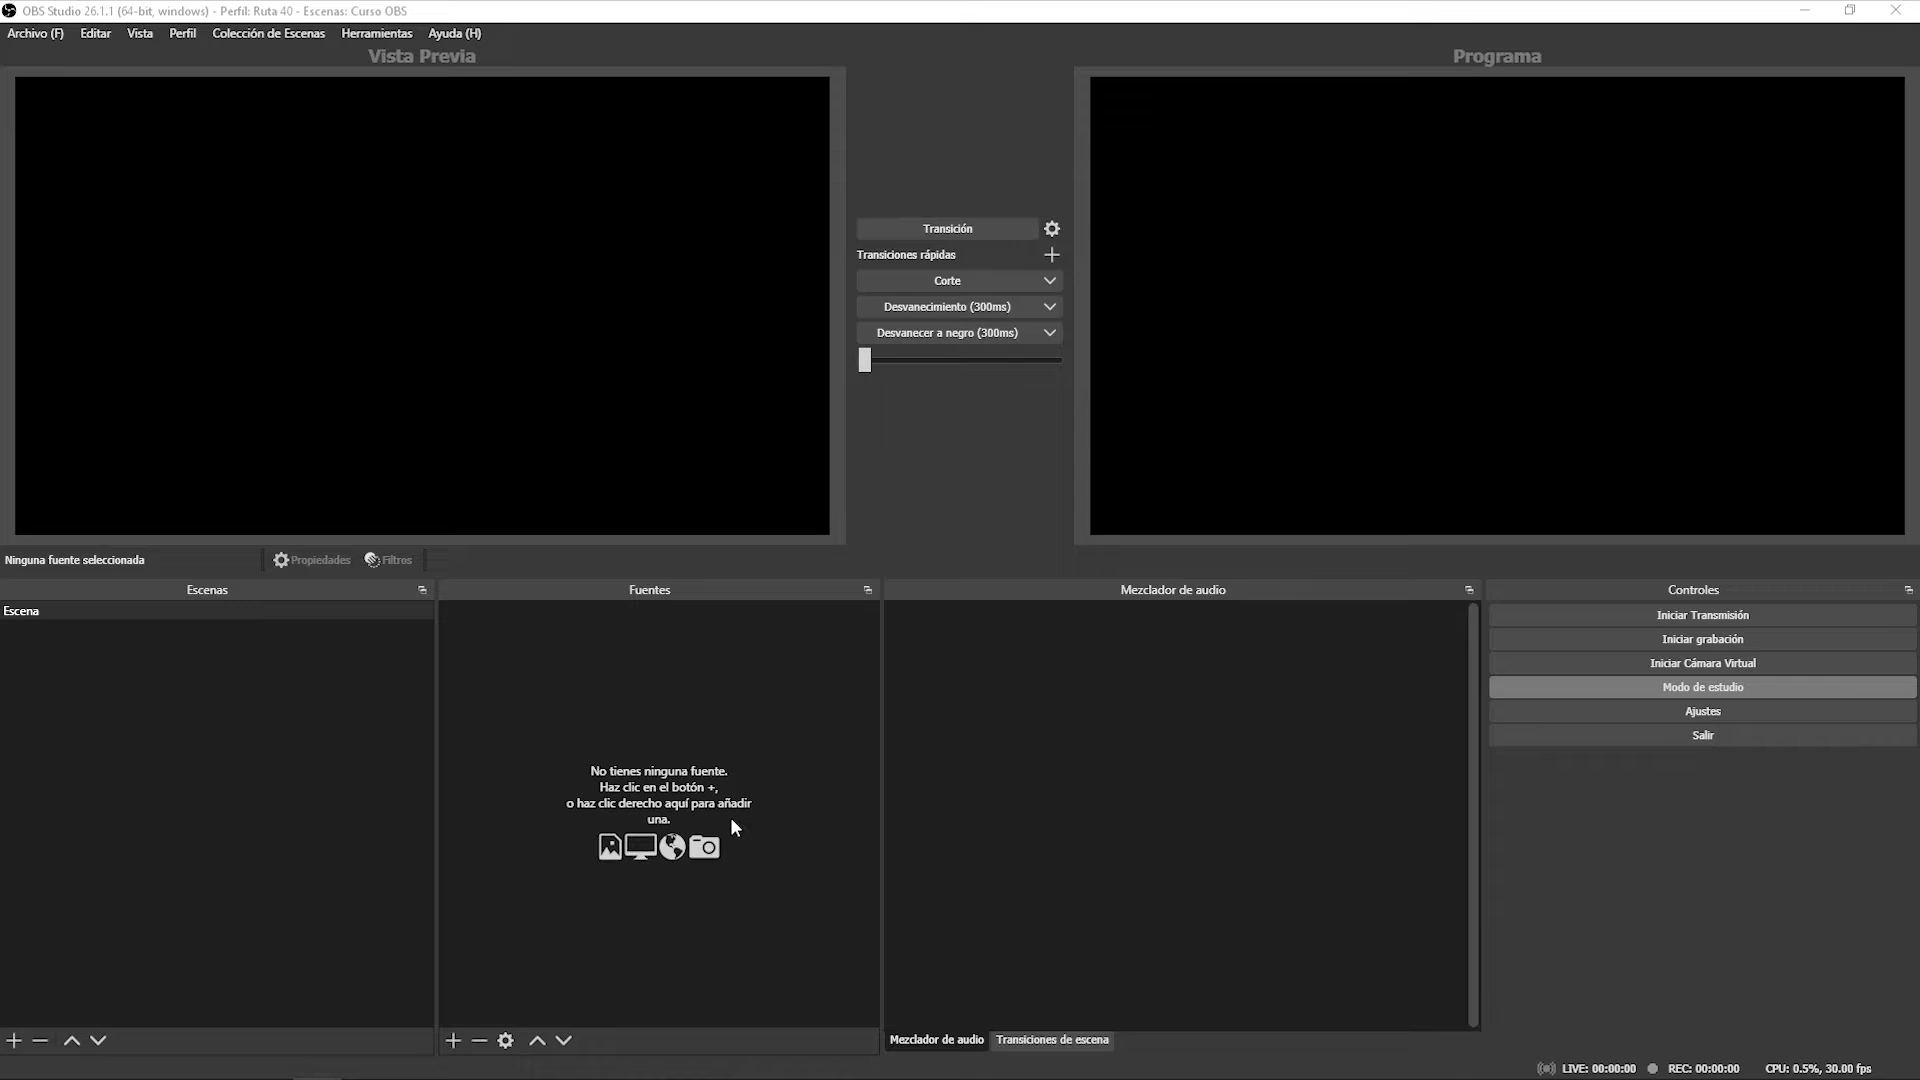 OBS Studio 26.1.1 (64-bit, windows) - Perfil: Ruta 40 - Escenas: Curso OBS
Archivo (F) Editar Vista Perfil Colección de Escenas Herramientas Ayuda (H)
Vista Previa
Programa
Transición
Transiciones rápidas
Corte
Desvanecimiento (300ms)
Desvanecer a negro (300ms)
Ninguna fuente seleccionada
Propiedades
Filtros
Escenas
Escena
Fuentes
No tienes ninguna fuente.
Haz clic en el botón +,
o haz clic derecho aquí para añadir
una.
Mezclador de audio
Mezclador de audio
Transiciones de escena
Controles
Iniciar Transmisión
Iniciar grabación
Iniciar Cámara Virtual
Modo de estudio
Ajustes
Salir
LIVE: 00:00:00
REC: 00:00:00
CPU: 0.5%, 30.00 fps